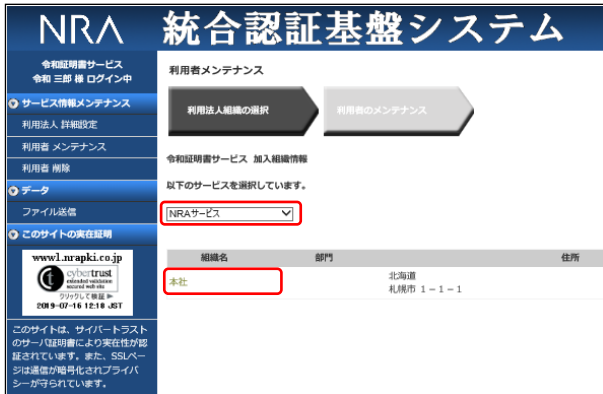 NRA 統合認証基盤システム
令和証明書サービス
令和 三郎 様 ログイン中
サービス情報メンテナンス
利用法人 詳細設定
利用者 メンテナンス
利用者 削除
データ
ファイル送信
このサイトの実在証明
www1.nrapki.co.jp
cybertrust
extended validation
secured web site
クリックして検証 ▶
2019-07-16 12:18 JST
このサイトは、サイバートラスト
のサーバ証明書により実在性が認
証されています。また、SSLペー
ジは通信が暗号化されプライバ
シーが守られています。
利用者メンテナンス
利用法人組織の選択
利用者のメンテナンス
令和証明書サービス 加入組織情報
以下のサービスを選択しています。
NRAサービス
組織名 部門 住所
本社 北海道
札幌市 1－1－1